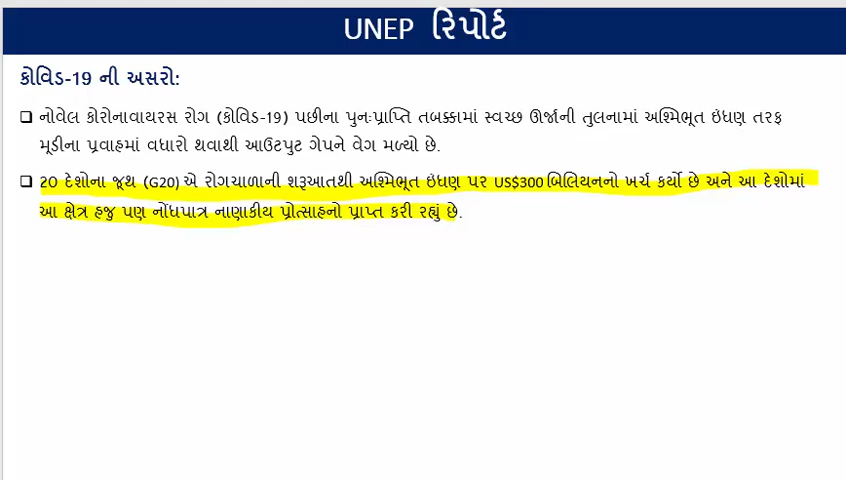 UNEP રિપોર્ટ
કોવિડ-19 ની અસરો:
❑ નોવેલ કોરોનાવાયરસ રોગ (કોવિડ-19) પછીના પુનઃપ્રાપ્તિ તબક્કામાં સ્વચ્છ ઊર્જાની તુલનામાં અશ્મિભૂત ઇંધણ તરફ
મૂડીના પ્રવાહમાં વધારો થવાથી આઉટપુટ ગેપને વેગ મળ્યો છે.
❑ 20 દેશોના જૂથ (G20) એ રોગચાળાની શરૂઆતથી અશ્મિભૂત ઇંધણ પર US$300 બિલિયનનો ખર્ચ કર્યો છે અને આ દેશોમાં
આ ક્ષેત્ર હજુ પણ નોંધપાત્ર નાણાકીય પ્રોત્સાહનો પ્રાપ્ત કરી રહ્યું છે.